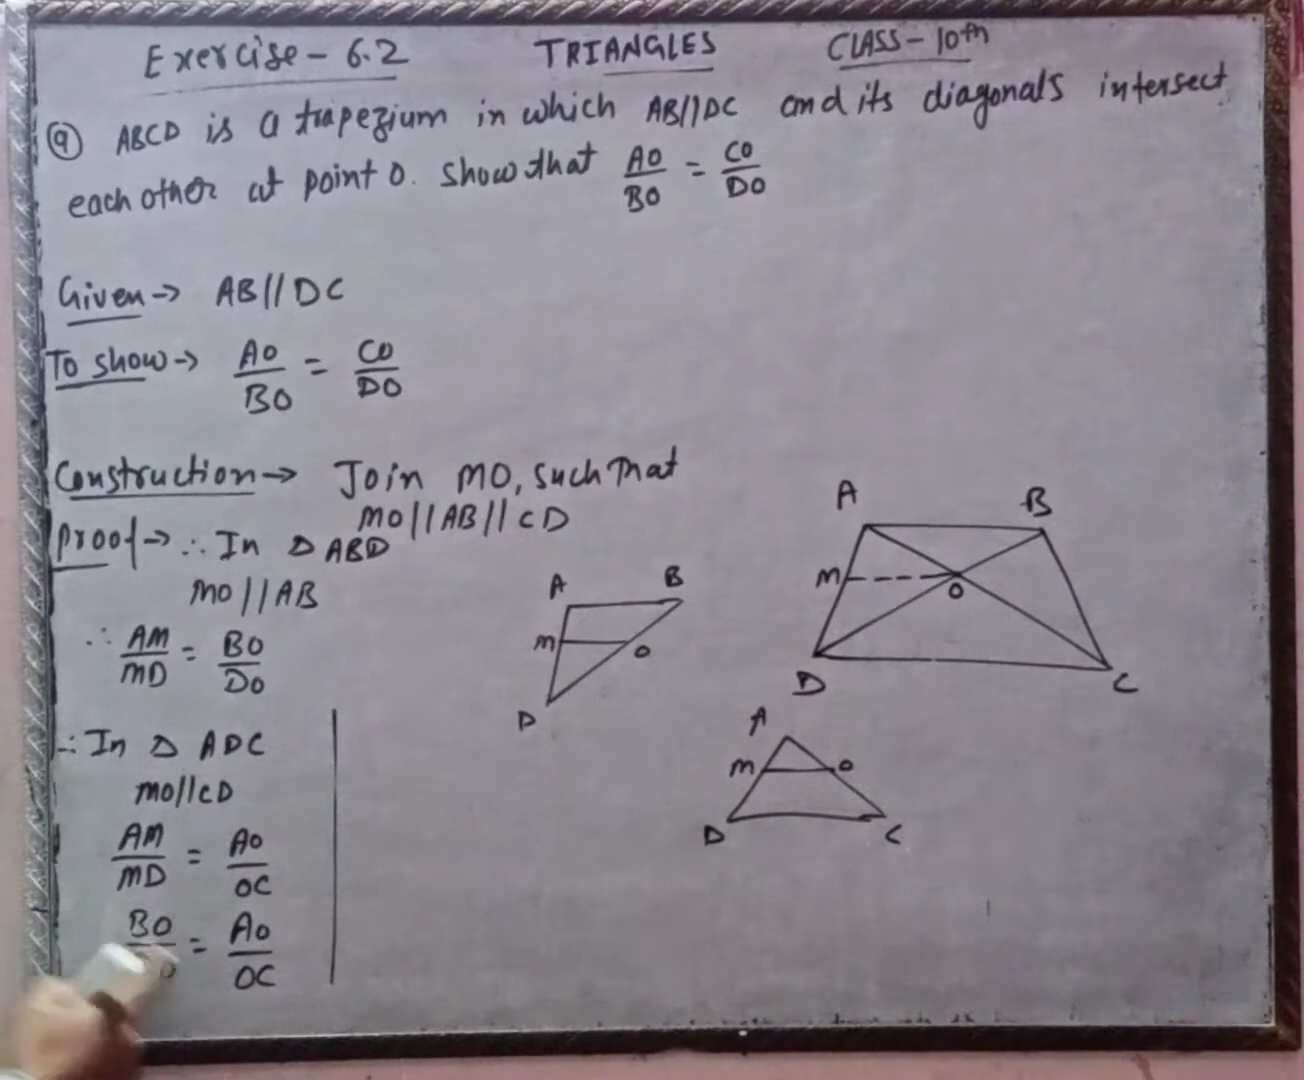 Exercise - 6.2 TRIANGLES CLASS - 10th
(9) ABCD is a trapezium in which AB//DC and its diagonals intersect
each other at point O. show that AO/BO = CO/DO
Given → AB//DC
To show → AO/BO = CO/DO
Construction → Join MO, such that
MO//AB//CD
Proof → ∴ In △ ABD
MO//AB
∴ AM/MD = BO/DO
∴ In △ ADC
MO//CD
AM/MD = AO/OC
BO/ = AO/OC
A B
M O
D C
A B
M O
D
A
M O
D C